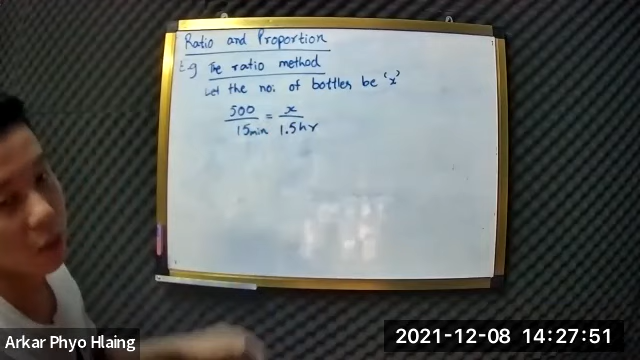 Ratio and Proportion
Eg The ratio method
Let the no: of bottles be 'x'
500/15min = x/1.5hr
Arkar Phyo Hlaing
2021-12-08 14:27:51